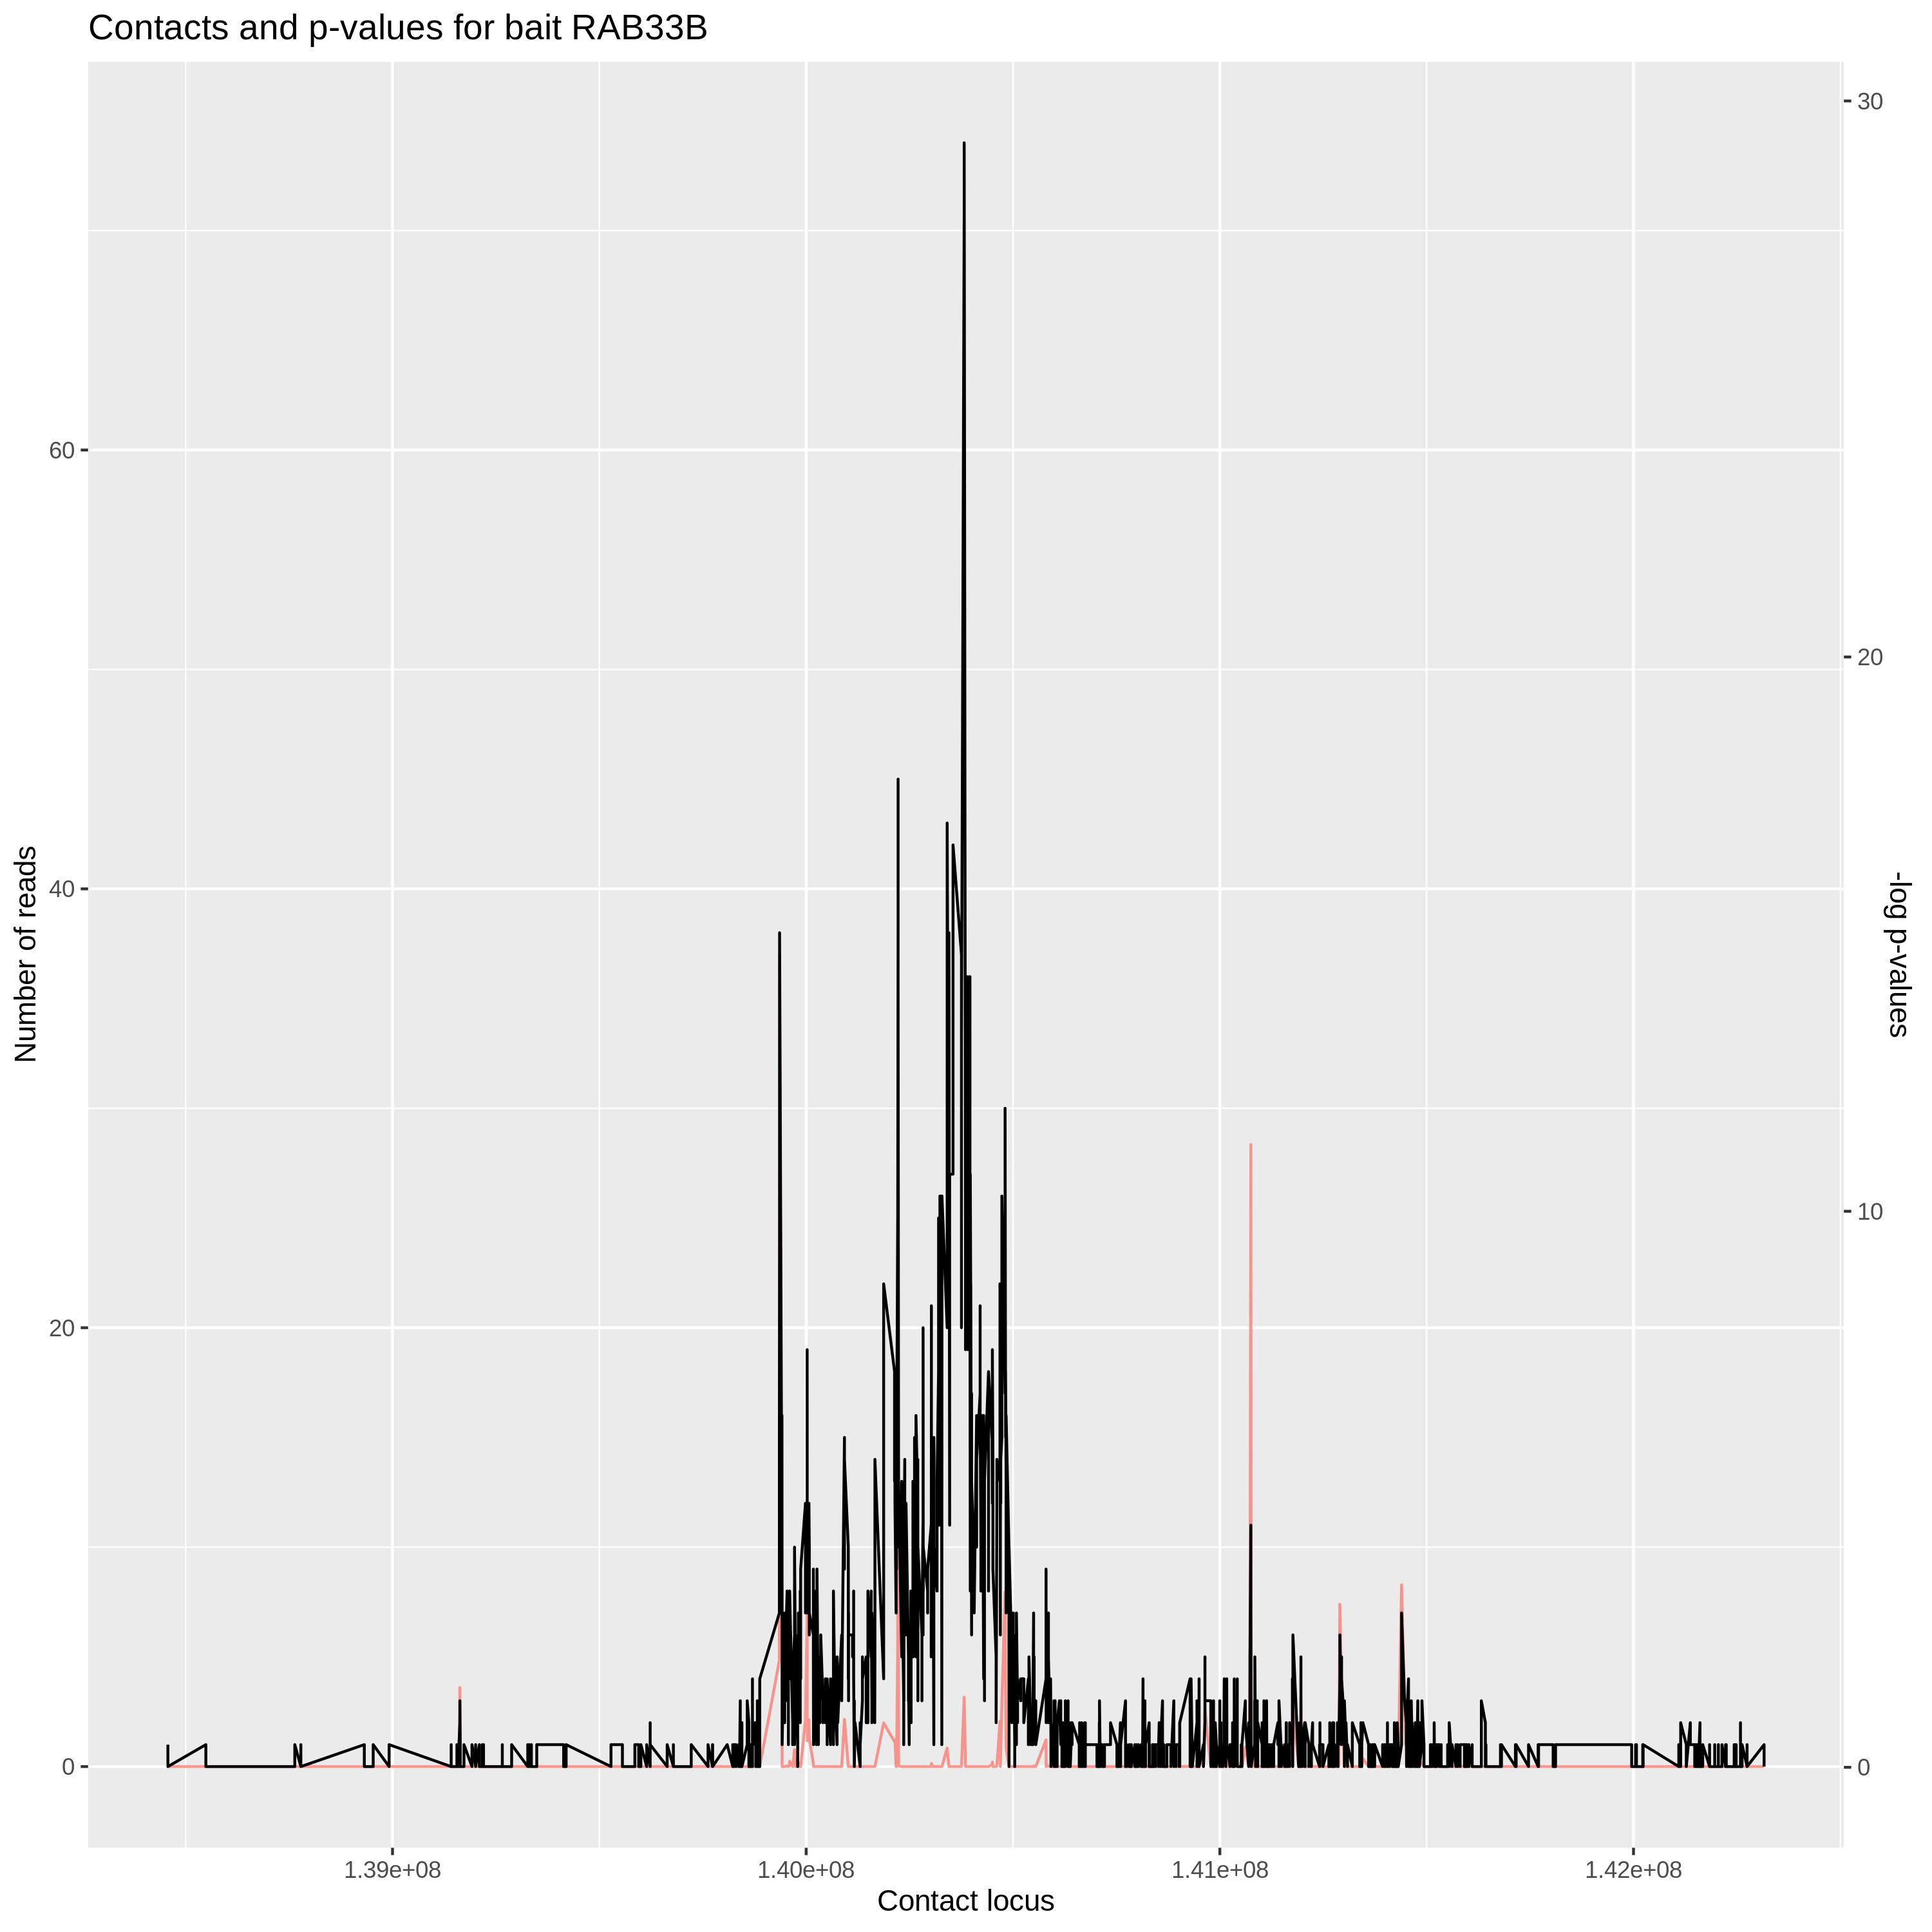 Contacts and p-values for bait RAB33B
30
60
20
40
Number of reads
-log p-values
10
20
0
0
1.39e+08 1.40e+08 1.41e+08 1.42e+08
Contact locus